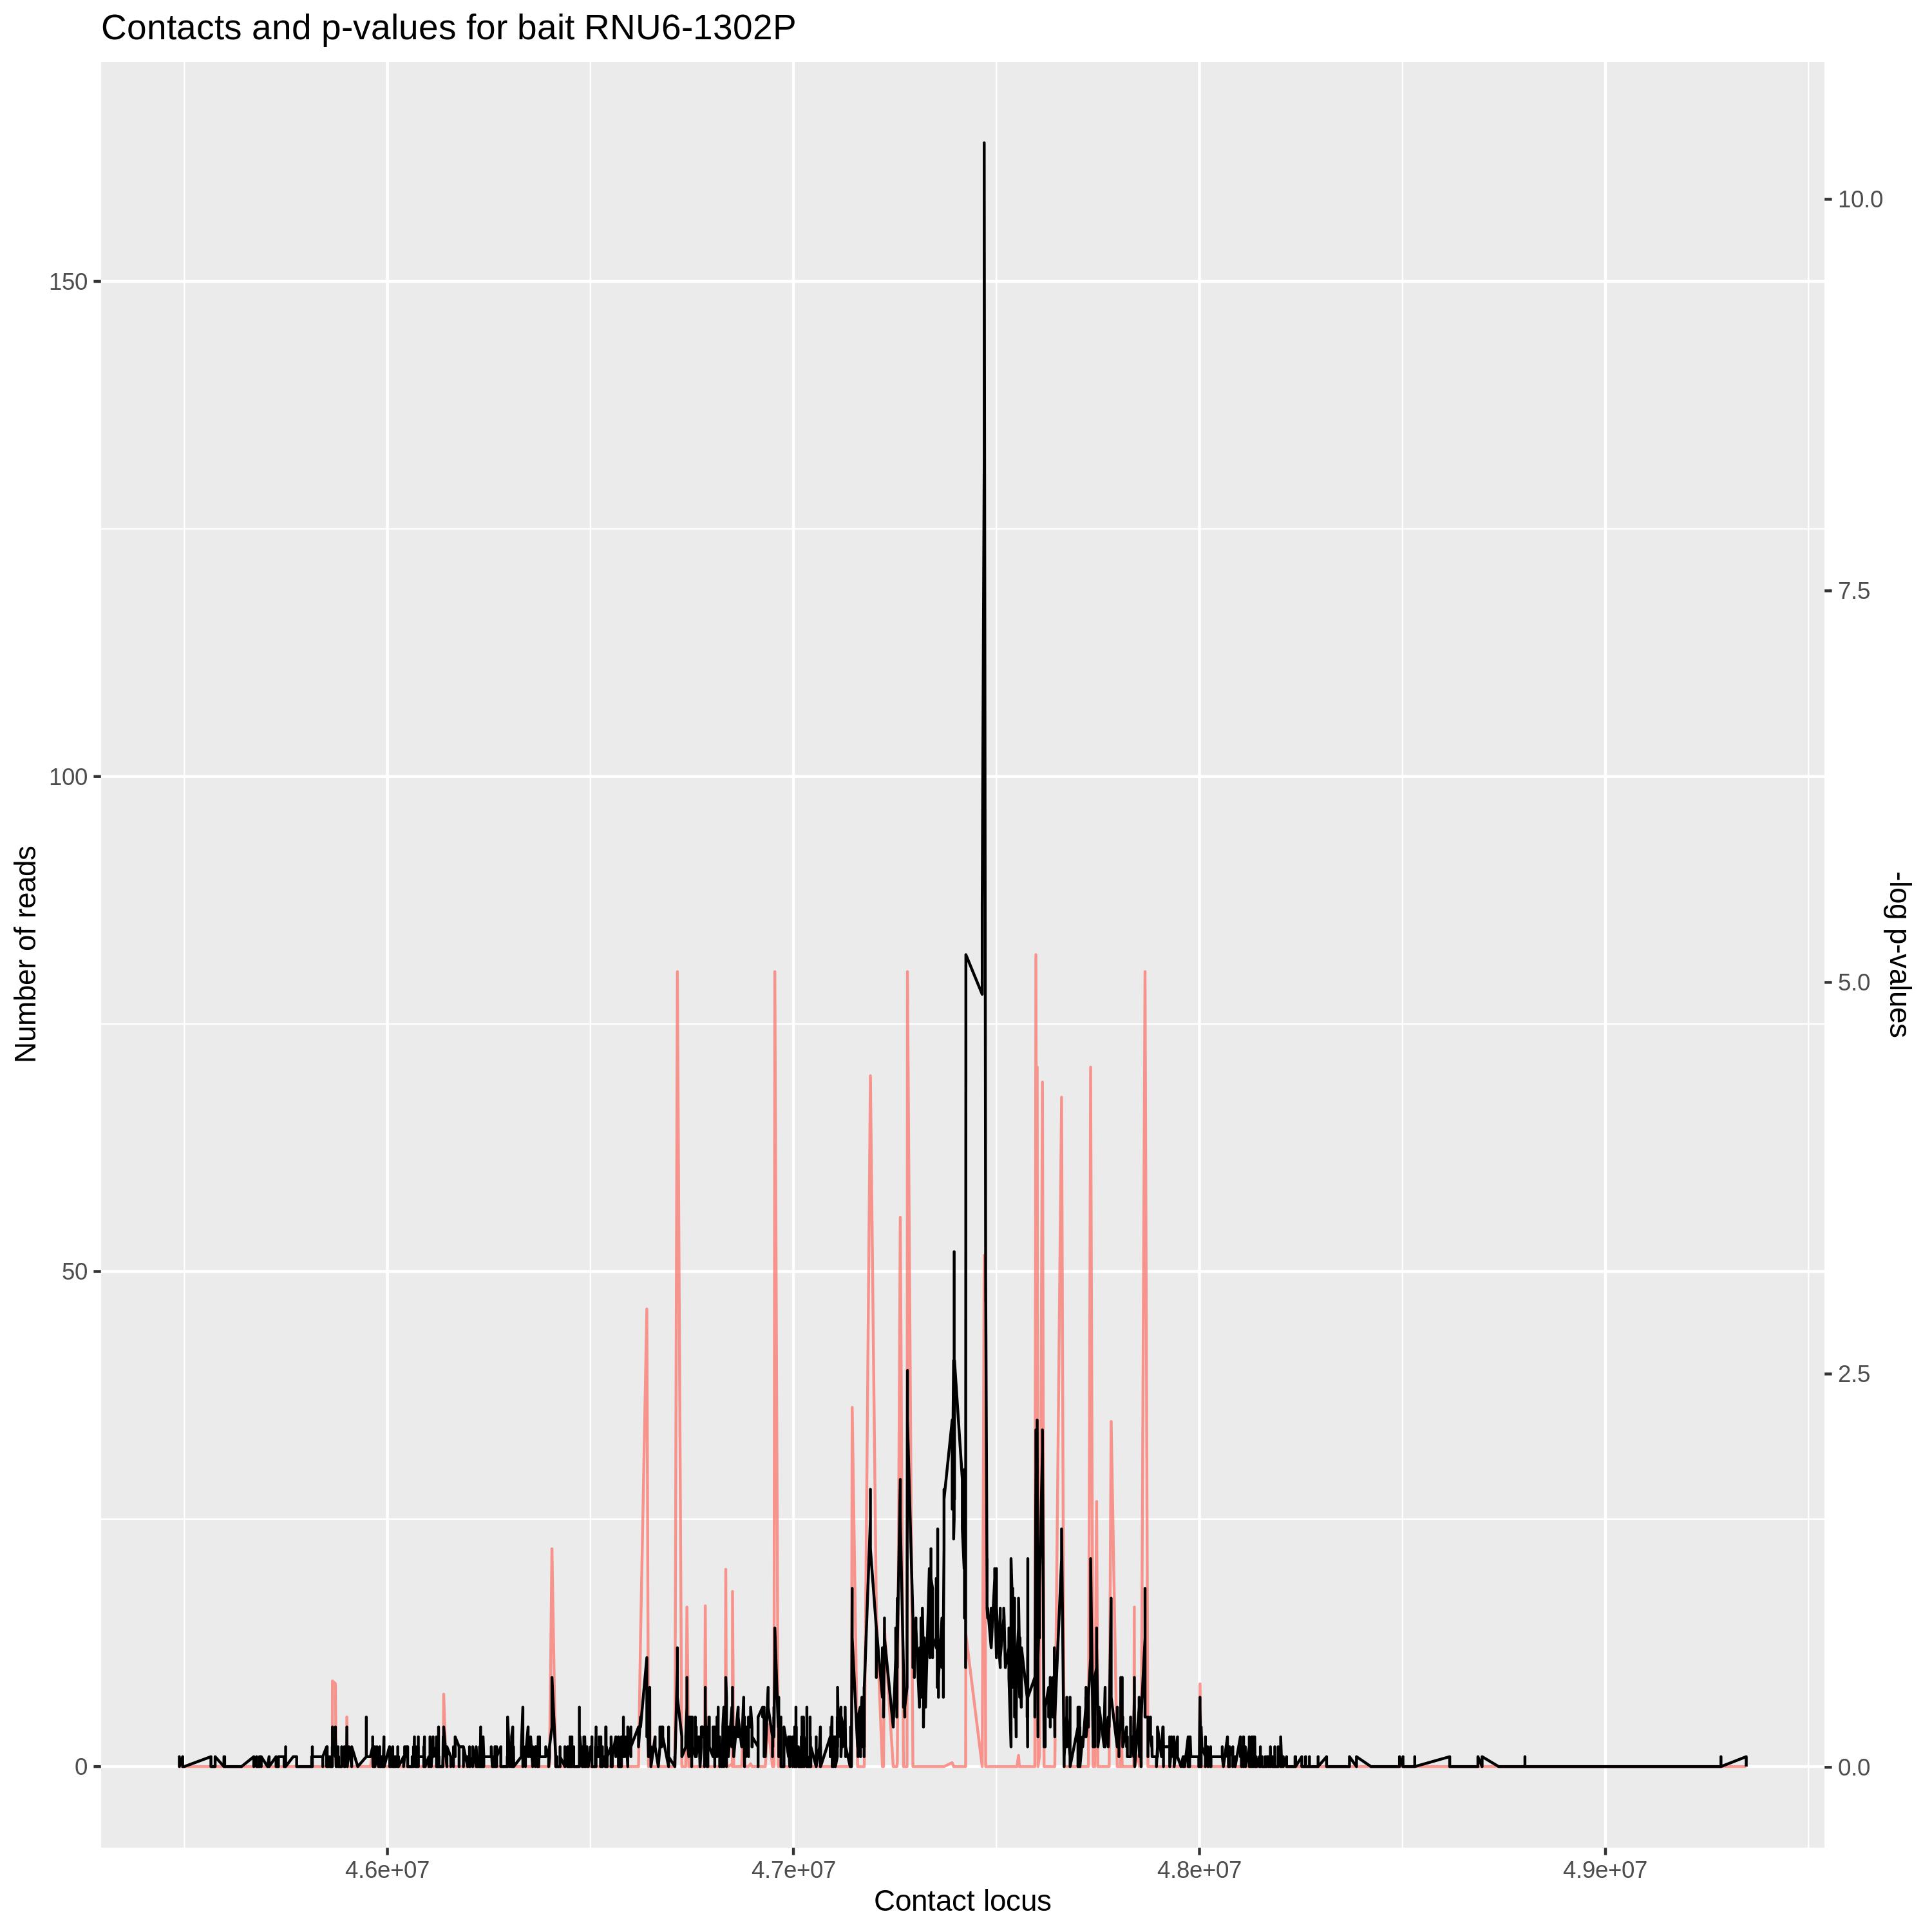 Contacts and p-values for bait RNU6-1302P
150
100
50
0
Number of reads
10.0
7.5
5.0
2.5
0.0
-log p-values
4.6e+07
4.7e+07
4.8e+07
4.9e+07
Contact locus